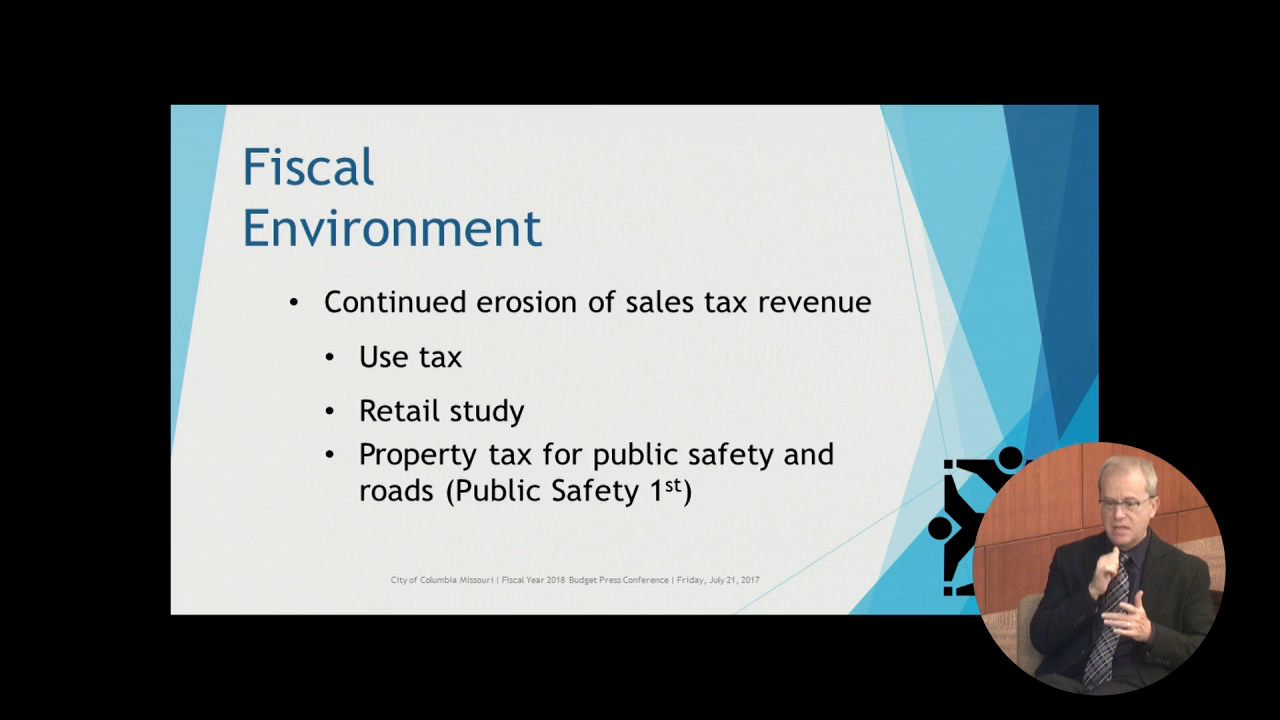 Fiscal
Environment
• Continued erosion of sales tax revenue
• Use tax
• Retail study
• Property tax for public safety and
roads (Public Safety 1st)
City of Columbia Missouri | Fiscal Year 2018 Budget Press Conference | Friday, July 21, 2017